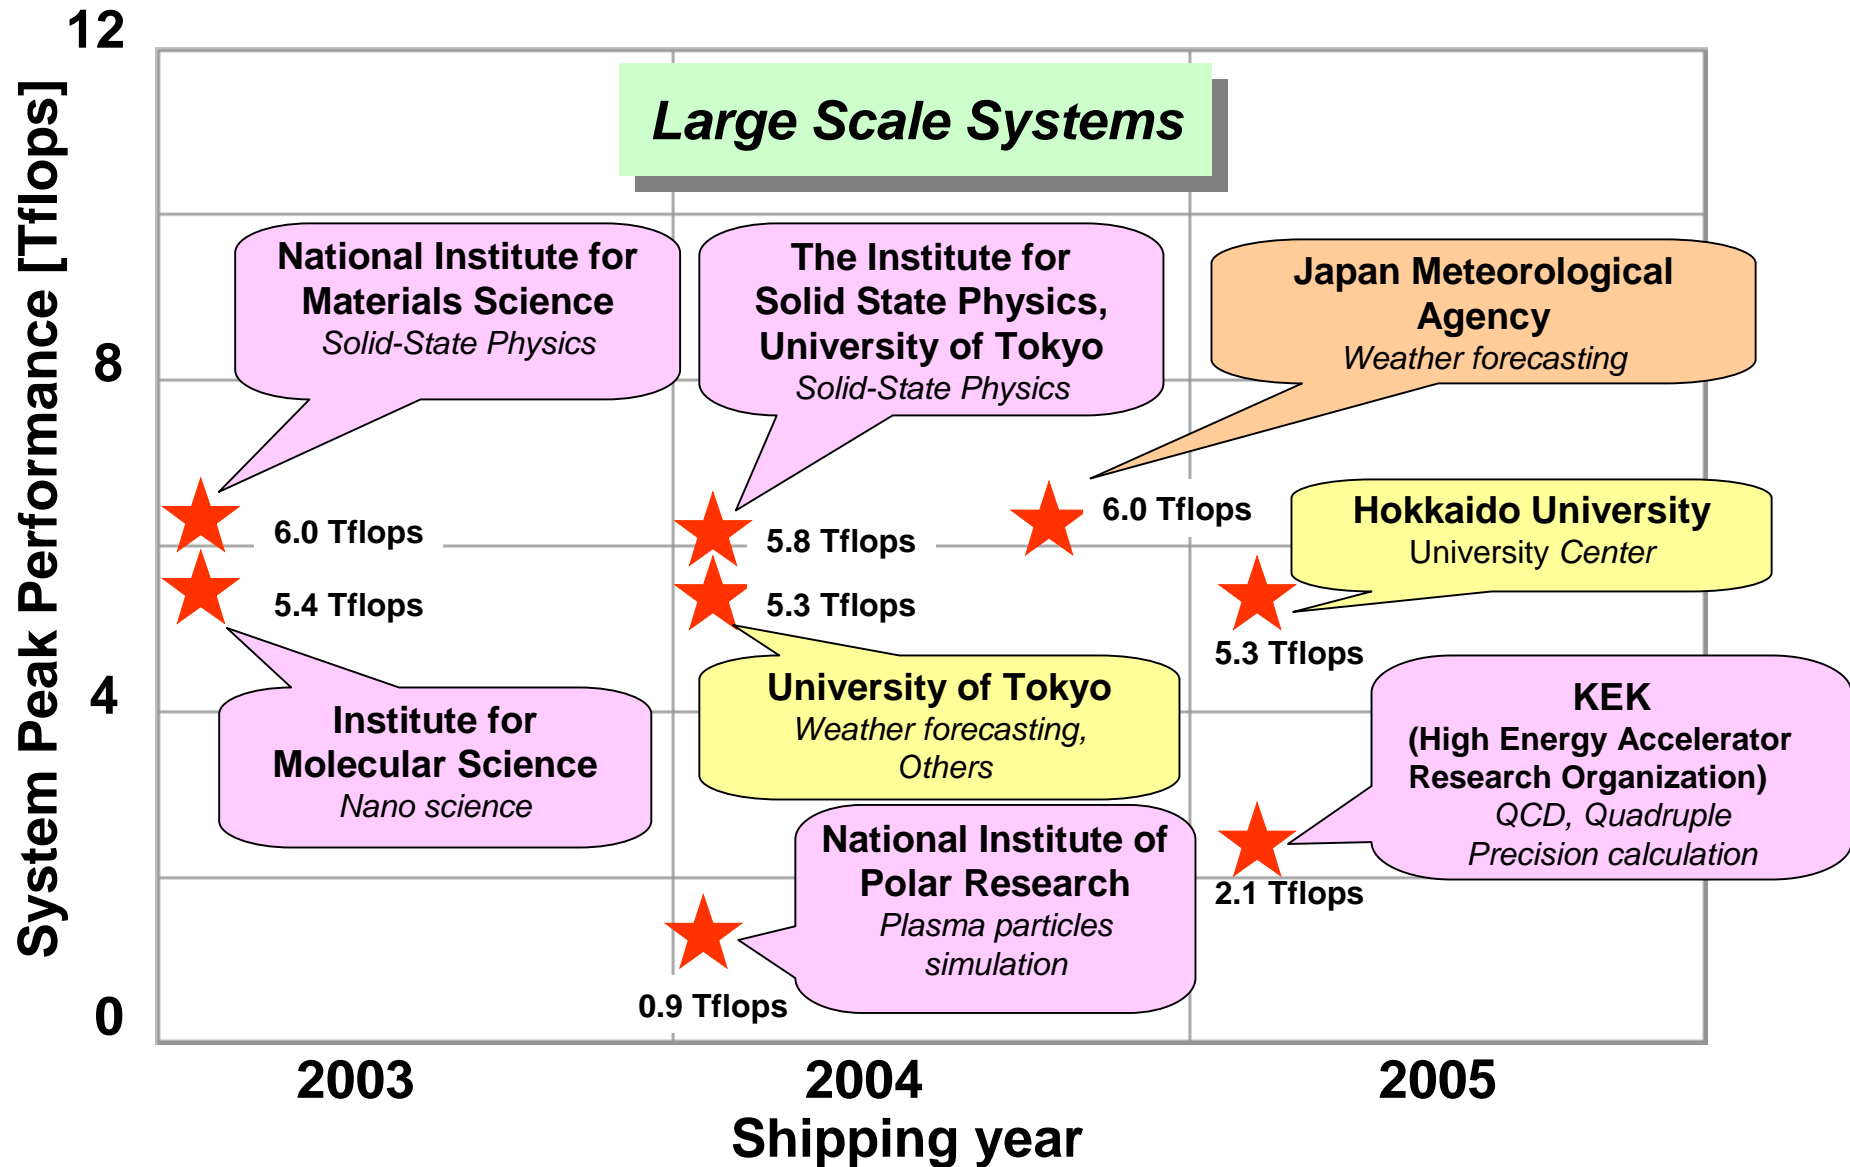 12
System Peak Performance [Tflops]
Large Scale Systems
National Institute for
Materials Science
Solid-State Physics
The Institute for
Solid State Physics,
University of Tokyo
Solid-State Physics
Japan Meteorological
Agency
Weather forecasting
8
6.0 Tflops
5.8 Tflops
6.0 Tflops
Hokkaido University
University Center
5.4 Tflops
5.3 Tflops
5.3 Tflops
4
Institute for
Molecular Science
Nano science
University of Tokyo
Weather forecasting,
Others
KEK
(High Energy Accelerator
Research Organization)
QCD, Quadruple
Precision calculation
National Institute of
Polar Research
Plasma particles
simulation
2.1 Tflops
0.9 Tflops
0
2003
2004
2005
Shipping year